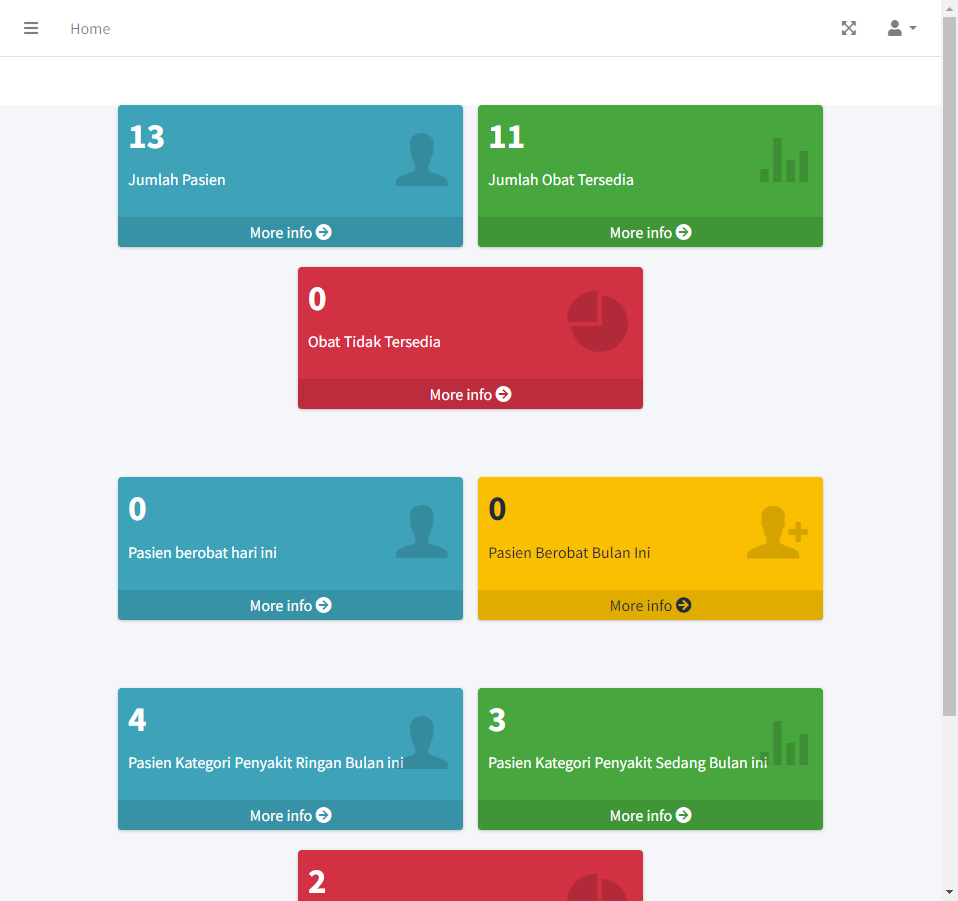 Home
13
Jumlah Pasien
More info
11
Jumlah Obat Tersedia
More info
0
Obat Tidak Tersedia
More info
0
Pasien berobat hari ini
More info
0
Pasien Berobat Bulan Ini
More info
4
Pasien Kategori Penyakit Ringan Bulan ini
More info
3
Pasien Kategori Penyakit Sedang Bulan ini
More info
2